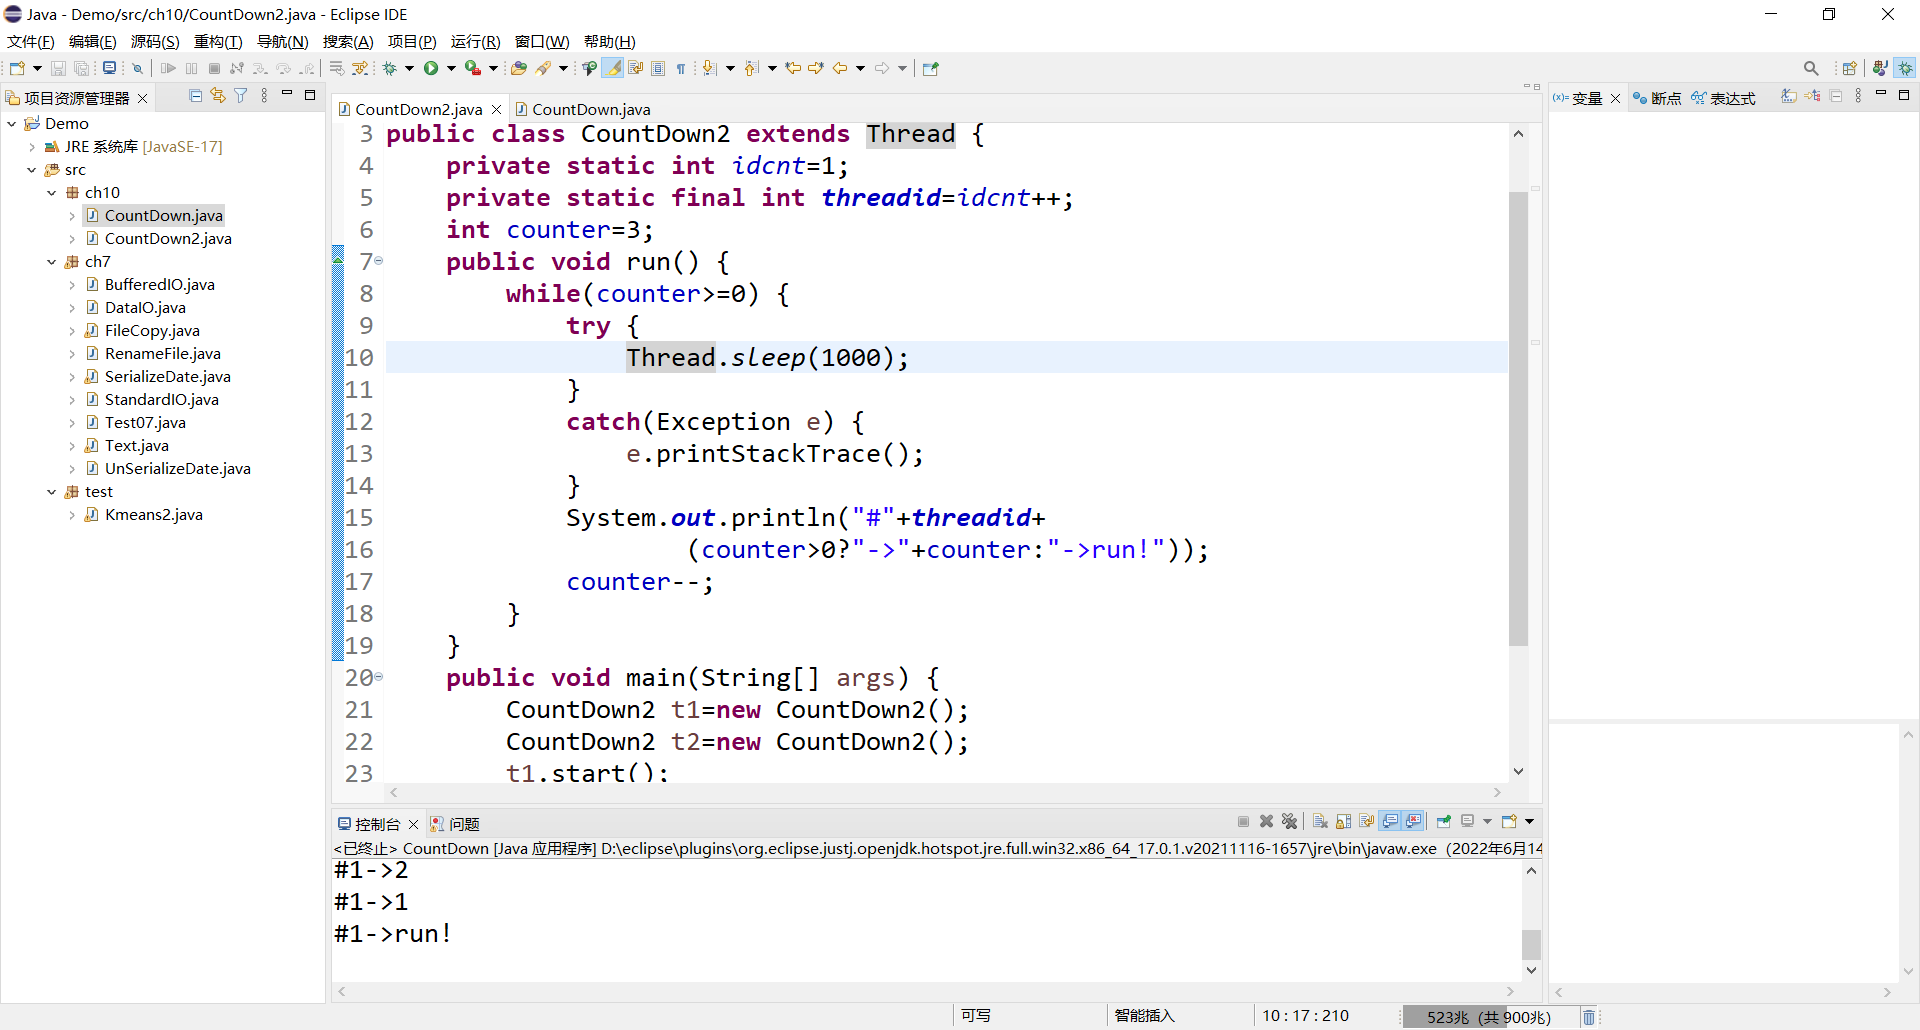 Java - Demo/src/ch10/CountDown2.java - Eclipse IDE
文件(F) 编辑(E) 源码(S) 重构(T) 导航(N) 搜索(A) 项目(P) 运行(R) 窗口(W) 帮助(H)
项目资源管理器
Demo
JRE 系统库 [JavaSE-17]
src
ch10
CountDown.java
CountDown2.java
ch7
BufferedIO.java
DataIO.java
FileCopy.java
RenameFile.java
SerializeDate.java
StandardIO.java
Test07.java
Text.java
UnSerializeDate.java
test
Kmeans2.java
CountDown2.java CountDown.java
3 public class CountDown2 extends Thread {
4 private static int idcnt=1;
5 private static final int threadid=idcnt++;
6 int counter=3;
7 public void run() {
8 while(counter>=0) {
9 try {
10 Thread.sleep(1000);
11 }
12 catch(Exception e) {
13 e.printStackTrace();
14 }
15 System.out.println("#"+threadid+
16 (counter>0?"->"+counter:"->run!"));
17 counter--;
18 }
19 }
20 public void main(String[] args) {
21 CountDown2 t1=new CountDown2();
22 CountDown2 t2=new CountDown2();
23 t1.start();
(x)= 变量 断点 表达式
控制台 问题
<已终止> CountDown [Java 应用程序] D:\eclipse\plugins\org.eclipse.justj.openjdk.hotspot.jre.full.win32.x86_64_17.0.1.v20211116-1657\jre\bin\javaw.exe (2022年6月14
#1->2
#1->1
#1->run!
可写 智能插入 10 : 17 : 210 523兆 (共 900兆)